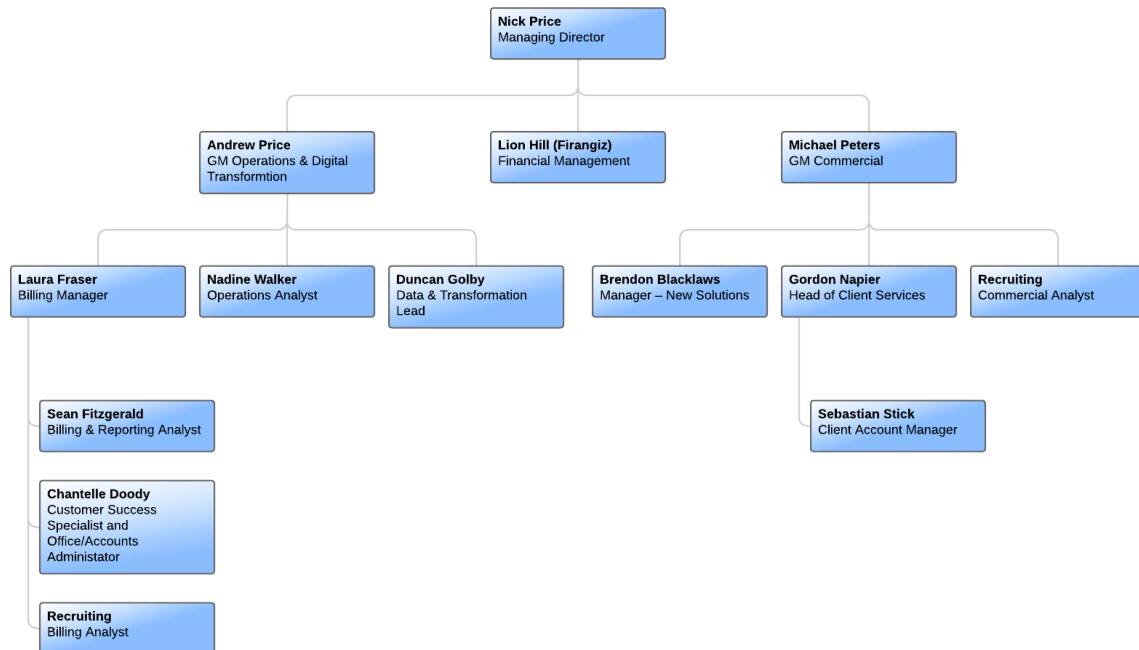 Nick Price
Managing Director
Andrew Price
GM Operations & Digital
Transformtion
Lion Hill (Firangiz)
Financial Management
Michael Peters
GM Commercial
Laura Fraser
Billing Manager
Nadine Walker
Operations Analyst
Duncan Golby
Data & Transformation
Lead
Brendon Blacklaws
Manager – New Solutions
Gordon Napier
Head of Client Services
Recruiting
Commercial Analyst
Sean Fitzgerald
Billing & Reporting Analyst
Sebastian Stick
Client Account Manager
Chantelle Doody
Customer Success
Specialist and
Office/Accounts
Administator
Recruiting
Billing Analyst